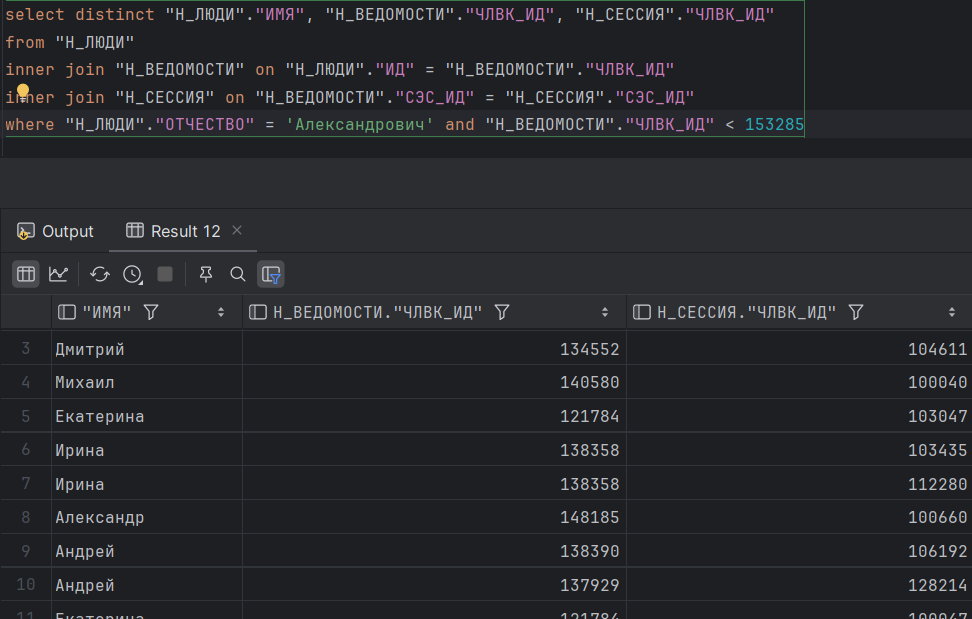 select distinct "Н_ЛЮДИ"."ИМЯ", "Н_ВЕДОМОСТИ"."ЧЛВК_ИД", "Н_СЕССИЯ"."ЧЛВК_ИД"
from "Н_ЛЮДИ"
inner join "Н_ВЕДОМОСТИ" on "Н_ЛЮДИ"."ИД" = "Н_ВЕДОМОСТИ"."ЧЛВК_ИД"
inner join "Н_СЕССИЯ" on "Н_ВЕДОМОСТИ"."СЭС_ИД" = "Н_СЕССИЯ"."СЭС_ИД"
where "Н_ЛЮДИ"."ОТЧЕСТВО" = 'Александрович' and "Н_ВЕДОМОСТИ"."ЧЛВК_ИД" < 153285
Output Result 12
"ИМЯ" Н_ВЕДОМОСТИ."ЧЛВК_ИД" Н_СЕССИЯ."ЧЛВК_ИД"
3 Дмитрий 134552 104611
4 Михаил 140580 100040
5 Екатерина 121784 103047
6 Ирина 138358 103435
7 Ирина 138358 112280
8 Александр 148185 100660
9 Андрей 138390 106192
10 Андрей 137929 128214
11 Екатерина 121784 100047